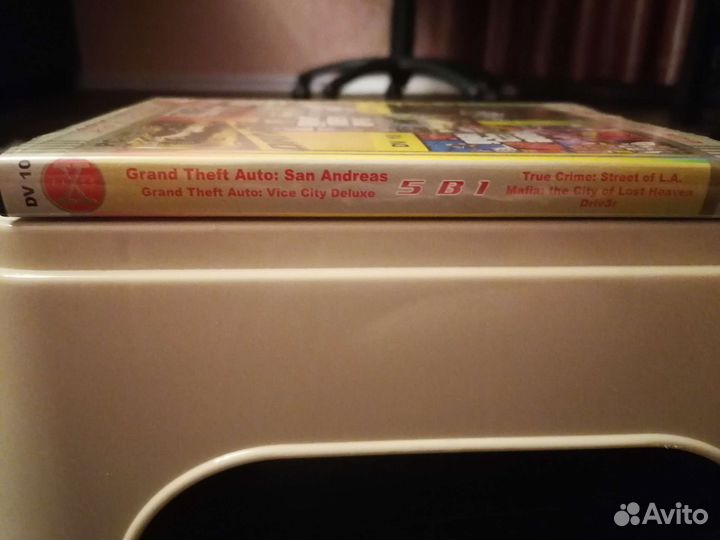 DV 10
Grand Theft Auto: San Andreas
Grand Theft Auto: Vice City Deluxe
5 В 1
True Crime: Street of L.A.
Mafia: the City of Lost Heaven
Driv3r
Avito